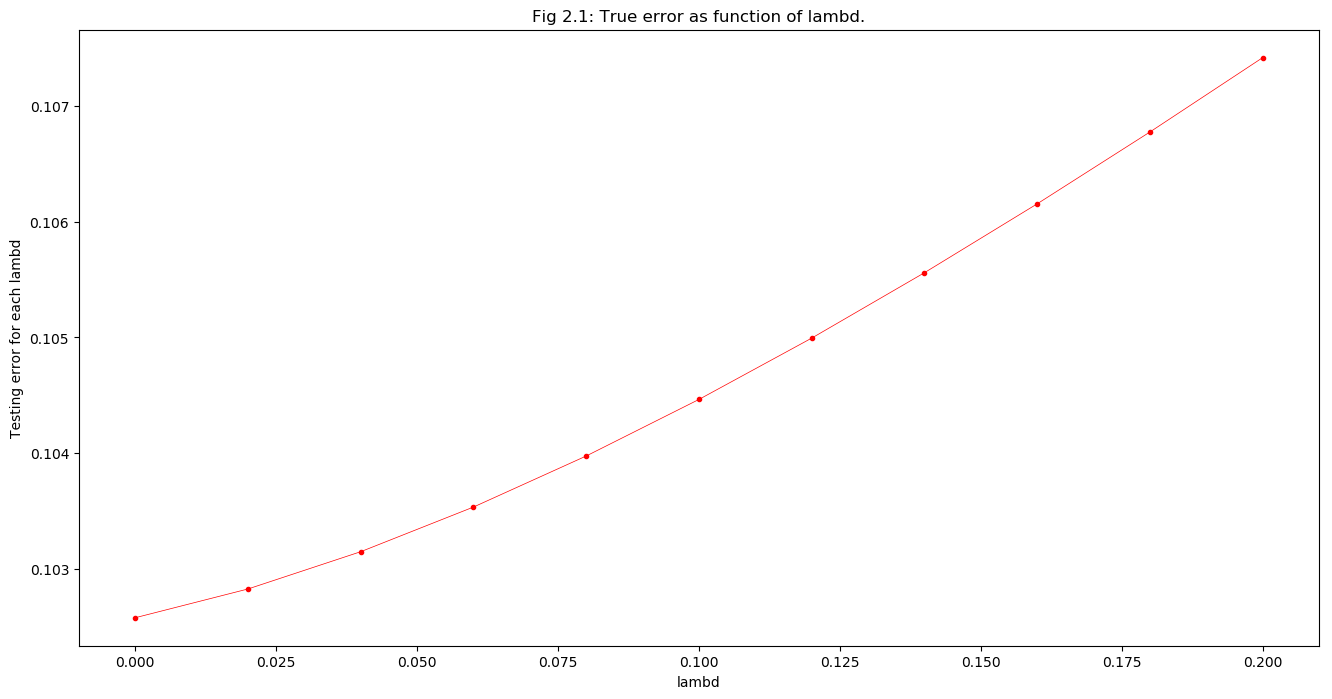 Fig 2.1: True error as function of lambd.
Testing error for each lambd
0.107
0.106
0.105
0.104
0.103
0.000 0.025 0.050 0.075 0.100 0.125 0.150 0.175 0.200
lambd